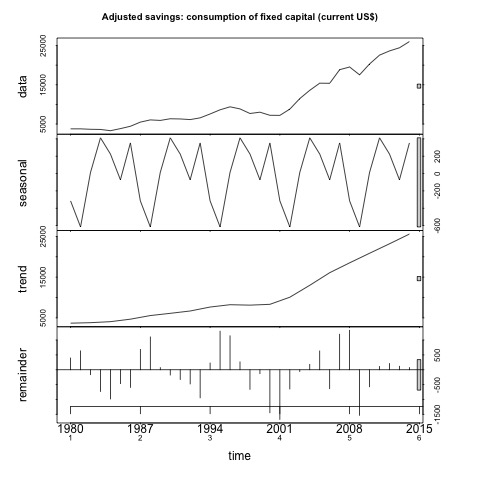 Adjusted savings: consumption of fixed capital (current US$)
data
5000 15000 25000
seasonal
-600 -200 0 200
trend
5000 15000 25000
remainder
-1500 -500 500
1980 1987 1994 2001 2008 2015
1 2 3 4 5 6
time